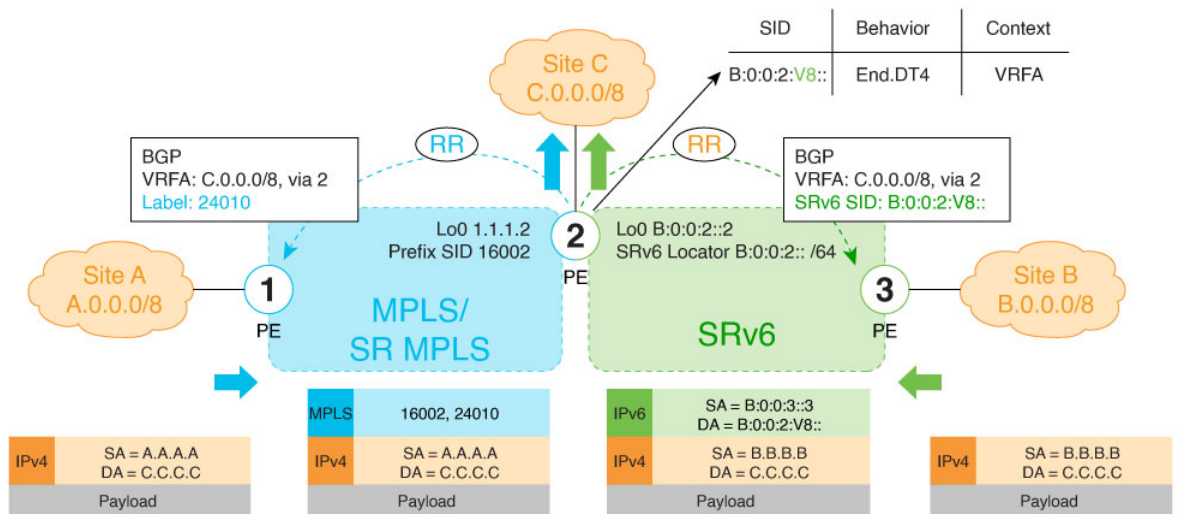 SID Behavior Context
B:0:0:2:V8:: End.DT4 VRFA
Site C
C.0.0.0/8
RR
RR
BGP
VRFA: C.0.0.0/8, via 2
Label: 24010
BGP
VRFA: C.0.0.0/8, via 2
SRv6 SID: B:0:0:2:V8::
Lo0 1.1.1.2
Prefix SID 16002
2
PE
Lo0 B:0:0:2::2
SRv6 Locator B:0:0:2:: /64
Site A
A.0.0.0/8
1
PE
MPLS/
SR MPLS
SRv6
3
PE
Site B
B.0.0.0/8
MPLS 16002, 24010
IPv6
SA = B:0:0:3::3
DA = B:0:0:2:V8::
IPv4
SA = A.A.A.A
DA = C.C.C.C
Payload
IPv4
SA = A.A.A.A
DA = C.C.C.C
Payload
IPv4
SA = B.B.B.B
DA = C.C.C.C
Payload
IPv4
SA = B.B.B.B
DA = C.C.C.C
Payload